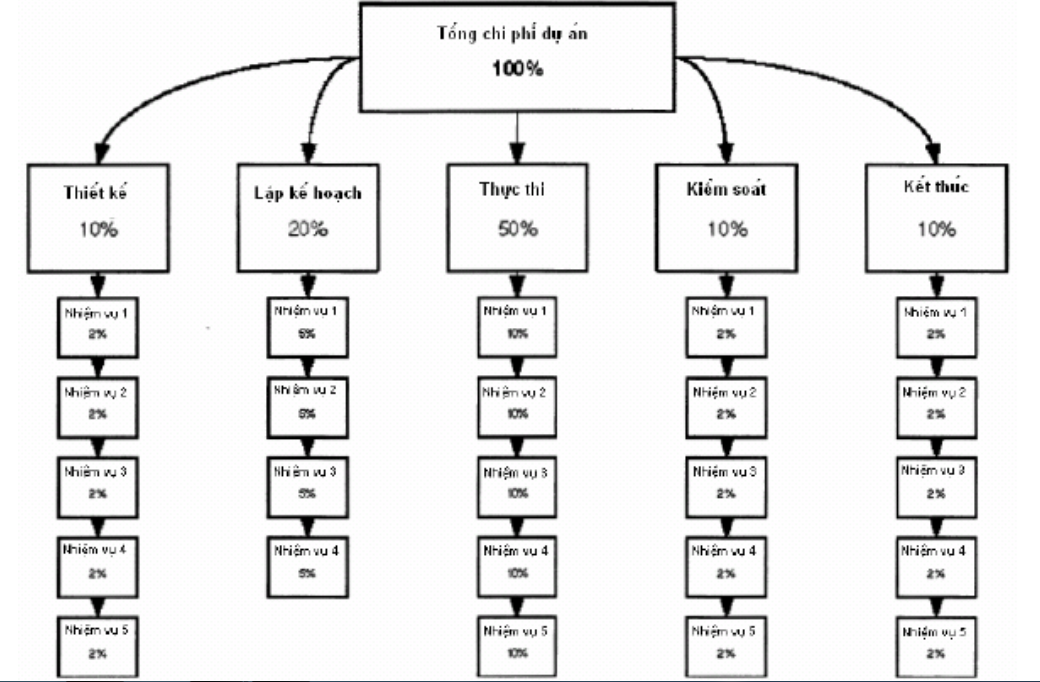 Tổng chi phí dự án
100%
Thiết kế
10%
Lập kế hoạch
20%
Thực thi
50%
Kiểm soát
10%
Kết thúc
10%
Nhiệm vụ 1
2%
Nhiệm vụ 2
2%
Nhiệm vụ 3
2%
Nhiệm vụ 4
2%
Nhiệm vụ 5
2%
Nhiệm vụ 1
5%
Nhiệm vụ 2
5%
Nhiệm vụ 3
5%
Nhiệm vụ 4
5%
Nhiệm vụ 1
10%
Nhiệm vụ 2
10%
Nhiệm vụ 3
10%
Nhiệm vụ 4
10%
Nhiệm vụ 5
10%
Nhiệm vụ 1
2%
Nhiệm vụ 2
2%
Nhiệm vụ 3
2%
Nhiệm vụ 4
2%
Nhiệm vụ 5
2%
Nhiệm vụ 1
2%
Nhiệm vụ 2
2%
Nhiệm vụ 3
2%
Nhiệm vụ 4
2%
Nhiệm vụ 5
2%